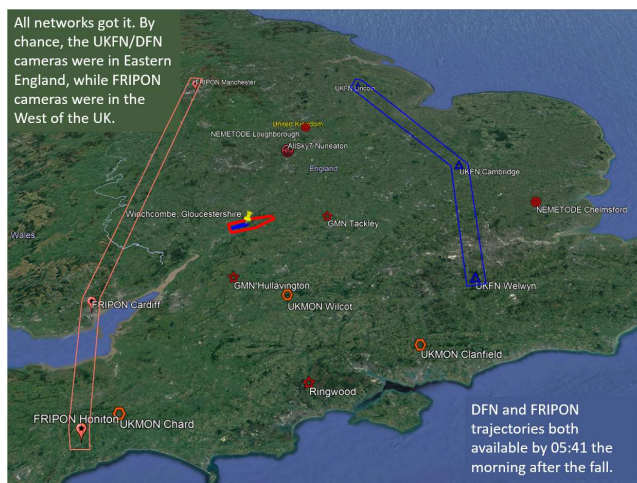 All networks got it. By
chance, the UKFN/DFN
cameras were in Eastern
England, while FRIPON
cameras were in the
West of the UK.
FRIPON Manchester
UKFN Lincoln
United Kingdom
NEMETODE Loughborough
AllSky7 Nuneaton
England
UKFN Cambridge
NEMETODE Chelmsford
Winchcombe, Gloucestershire
GMN Tackley
Wales
GMN Hullavington
UKFN Welwyn
UKMON Wilcot
FRIPON Cardiff
UKMON Clanfield
Ringwood
FRIPON Honiton
UKMON Chard
DFN and FRIPON
trajectories both
available by 05:41 the
morning after the fall.